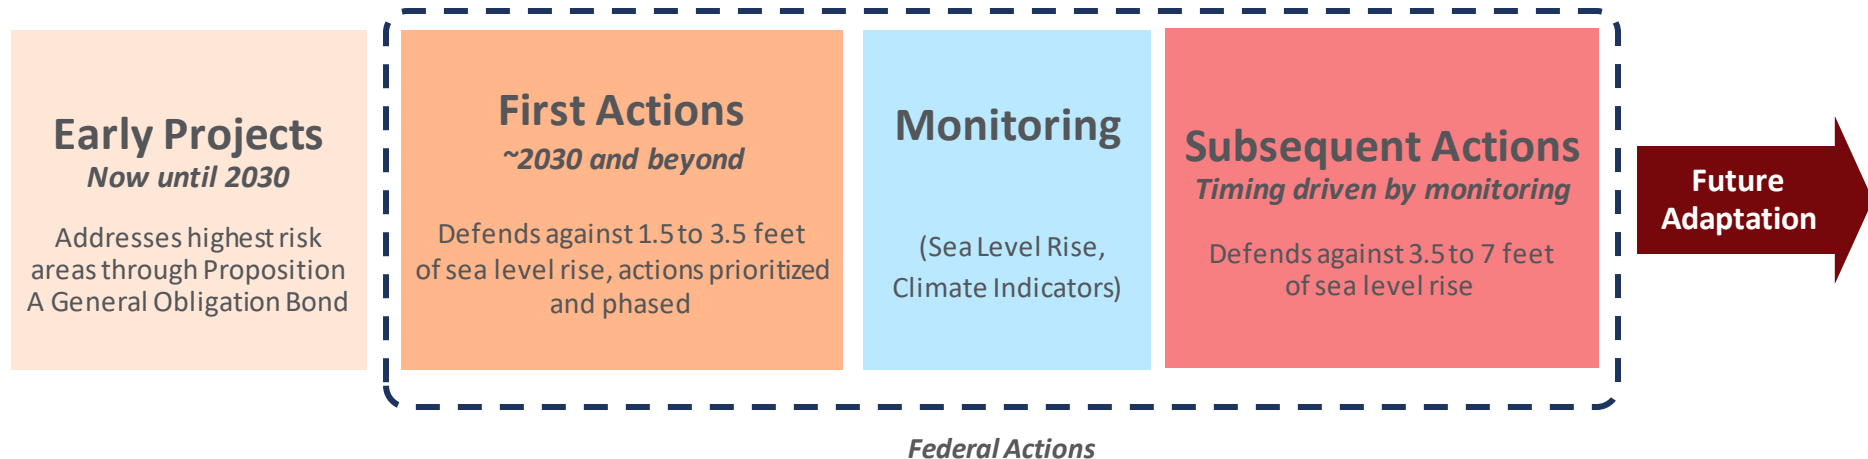 Early Projects
Now until 2030
Addresses highest risk
areas through Proposition
A General Obligation Bond
First Actions
~2030 and beyond
Defends against 1.5 to 3.5 feet
of sea level rise, actions prioritized
and phased
Monitoring
(Sea Level Rise,
Climate Indicators)
Subsequent Actions
Timing driven by monitoring
Defends against 3.5 to 7 feet
of sea level rise
Future
Adaptation
Federal Actions